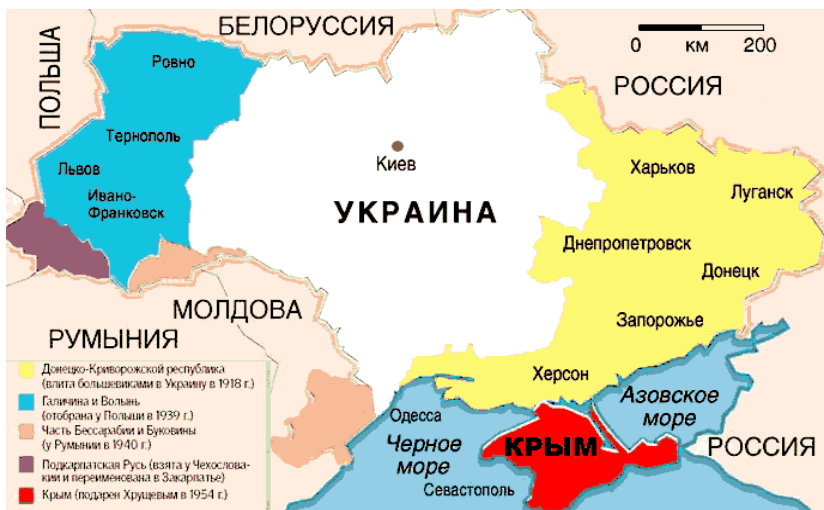 БЕЛОРУССИЯ
ПОЛЬША
0 км 200
РОССИЯ
Ровно
Тернополь
Львов
Ивано-
Франковск
Киев
УКРАИНА
Харьков
Луганск
Днепропетровск
Донецк
Запорожье
Херсон
МОЛДОВА
РУМЫНИЯ
Одесса
Черное
море
Азовское
море
КРЫМ
РОССИЯ
Севастополь
Донецко-Криворожской республика
(влита большевиками в Украину в 1918 г.)
Галичина и Волынь
(отобрана у Польши в 1939 г.)
Часть Бессарабии и Буковины
(у Румынии в 1940 г.)
Подкарпатская Русь (взята у Чехослова-
кии и переименована в Закарпатье)
Крым (подарен Хрущевым в 1954 г.)